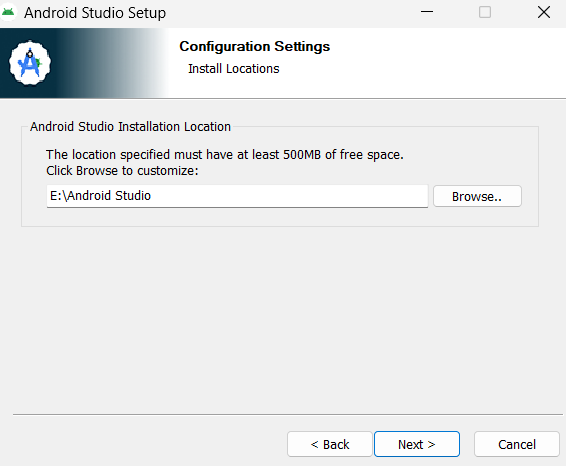 Android Studio Setup
Configuration Settings
Install Locations
Android Studio Installation Location
The location specified must have at least 500MB of free space.
Click Browse to customize:
E:\Android Studio
Browse..
< Back
Next >
Cancel